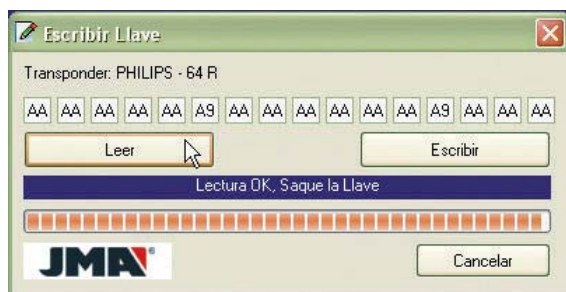 Escribir Llave
Transponder: PHILIPS - 64 R
AA AA AA AA AA A9 AA AA AA AA AA AA A9 AA AA AA
Leer Escribir
Lectura OK, Saque la Llave
JMA® Cancelar